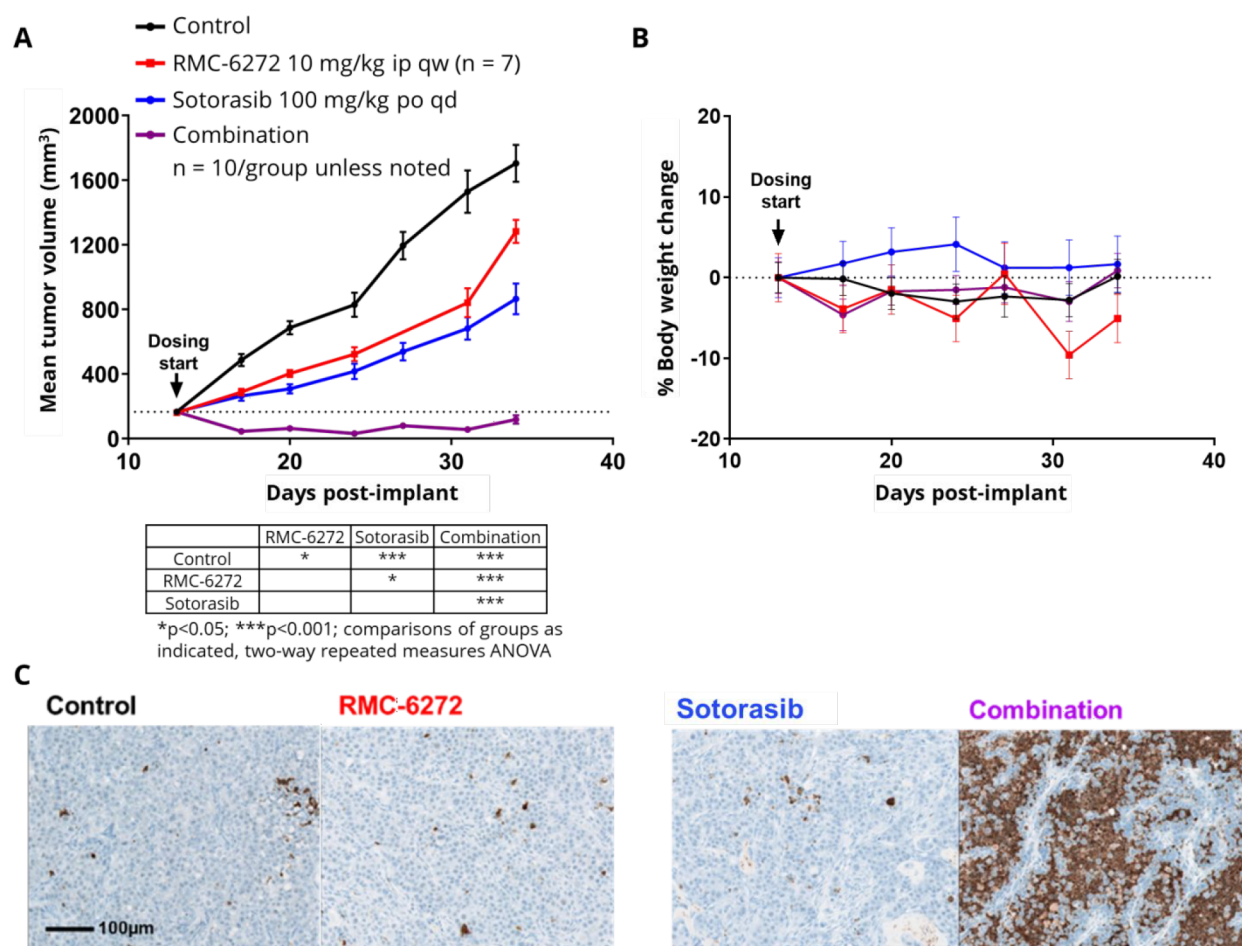 A
Control
RMC-6272 10 mg/kg ip qw (n = 7)
Sotorasib 100 mg/kg po qd
Combination
n = 10/group unless noted
Mean tumor volume (mm³)
2000
1600
1200
800
400
0
Dosing
start
10 20 30 40
Days post-implant
RMC-6272 Sotorasib Combination
Control * *** ***
RMC-6272 * ***
Sotorasib ***
*p<0.05; ***p<0.001; comparisons of groups as
indicated, two-way repeated measures ANOVA
B
% Body weight change
20
10
0
-10
-20
Dosing
start
10 20 30 40
Days post-implant
C
Control RMC-6272 Sotorasib Combination
100µm